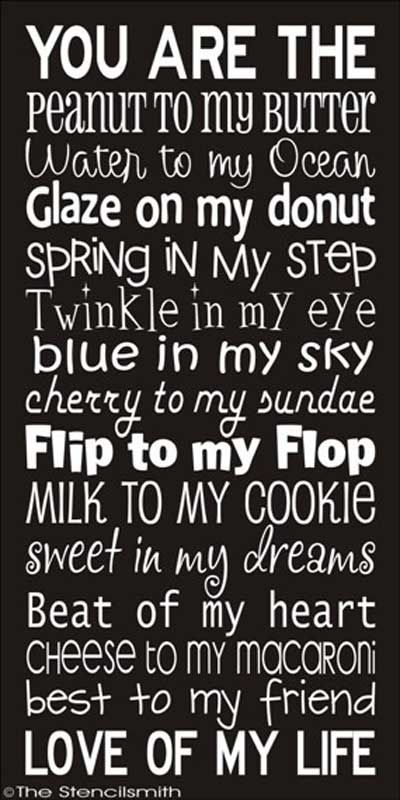 YOU ARE THE
PEANUT TO my BUTTER
Water to my Ocean
Glaze on my donut
SPRING IN MY STEP
Twinkle in my eye
blue in my sky
cherry to my sundae
Flip to my Flop
MILK TO MY COOKIE
sweet in my dreams
Beat of my heart
CHEESE to MY macaroni
best to my friend
LOVE OF MY LIFE
©The Stencilsmith